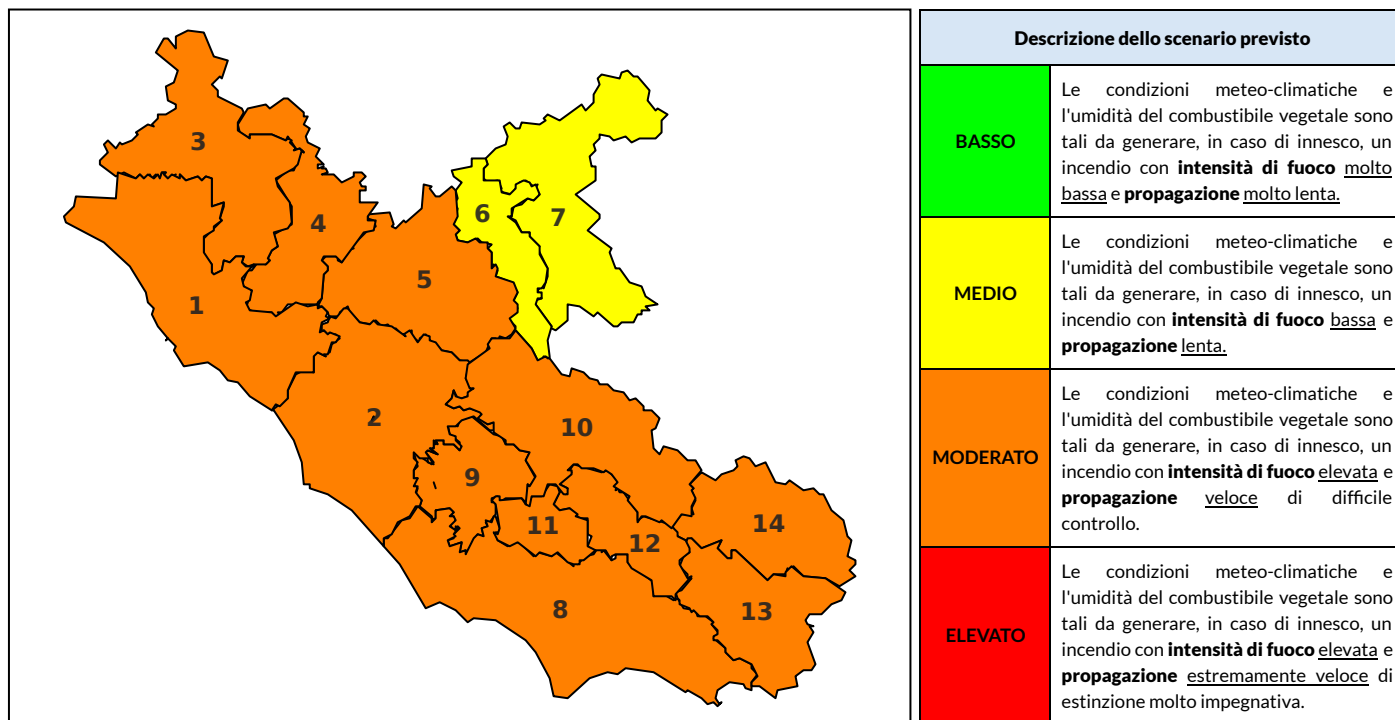 3
4
6
7
5
1
2
10
9
11
12
14
8
13
Descrizione dello scenario previsto
BASSO
Le condizioni meteo-climatiche e
l'umidità del combustibile vegetale sono
tali da generare, in caso di innesco, un
incendio con intensità di fuoco molto
bassa e propagazione molto lenta.
MEDIO
Le condizioni meteo-climatiche e
l'umidità del combustibile vegetale sono
tali da generare, in caso di innesco, un
incendio con intensità di fuoco bassa e
propagazione lenta.
MODERATO
Le condizioni meteo-climatiche e
l'umidità del combustibile vegetale sono
tali da generare, in caso di innesco, un
incendio con intensità di fuoco elevata e
propagazione veloce di difficile
controllo.
ELEVATO
Le condizioni meteo-climatiche e
l'umidità del combustibile vegetale sono
tali da generare, in caso di innesco, un
incendio con intensità di fuoco elevata e
propagazione estremamente veloce di
estinzione molto impegnativa.